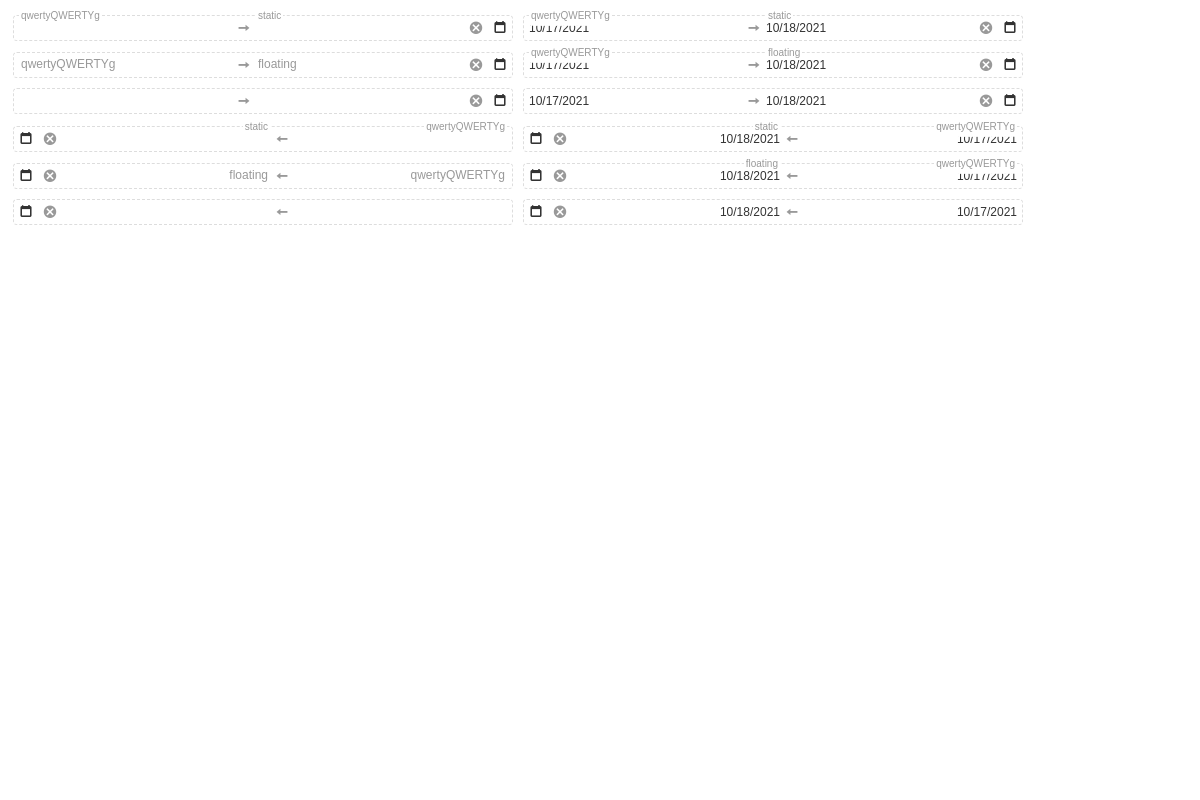 qwertyQWERTYg static qwertyQWERTYg static
10/17/2021 10/18/2021
qwertyQWERTYg floating qwertyQWERTYg floating
10/17/2021 10/18/2021
10/17/2021 10/18/2021
static qwertyQWERTYg static qwertyQWERTYg
10/18/2021 10/17/2021
floating qwertyQWERTYg floating qwertyQWERTYg
10/18/2021 10/17/2021
10/18/2021 10/17/2021